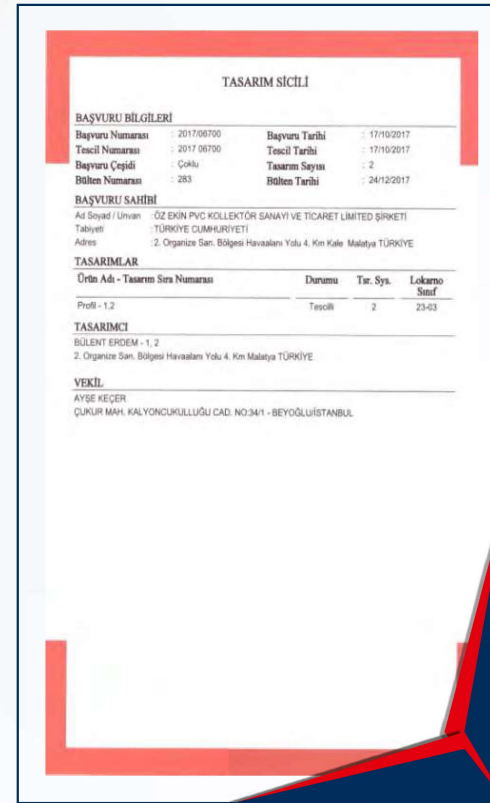 TASARIM SİCİLİ
BAŞVURU BİLGİLERİ
Başvuru Numarası : 2017/06700 Başvuru Tarihi : 17/10/2017
Tescil Numarası : 2017 06700 Tescil Tarihi : 17/10/2017
Başvuru Çeşidi : Çoklu Tasarım Sayısı : 2
Bülten Numarası : 283 Bülten Tarihi : 24/12/2017
BAŞVURU SAHİBİ
Ad Soyad / Unvan : ÖZ EKİN PVC KOLLEKTÖR SANAYİ VE TİCARET LİMİTED ŞİRKETİ
Tabiyeti : TÜRKİYE CUMHURİYETİ
Adres : 2. Organize San. Bölgesi Havaalanı Yolu 4. Km Kale Malatya TÜRKİYE
TASARIMLAR
Ürün Adı - Tasarım Sıra Numarası Durumu Tsr. Sys. Lokarno Sınıf
Profil - 1,2 Tescilli 2 23-03
TASARIMCI
BÜLENT ERDEM - 1, 2
2. Organize San. Bölgesi Havaalanı Yolu 4. Km Malatya TÜRKİYE
VEKİL
AYŞE KEÇER
ÇUKUR MAH. KALYONCUKULLUĞU CAD. NO:34/1 - BEYOĞLU/İSTANBUL